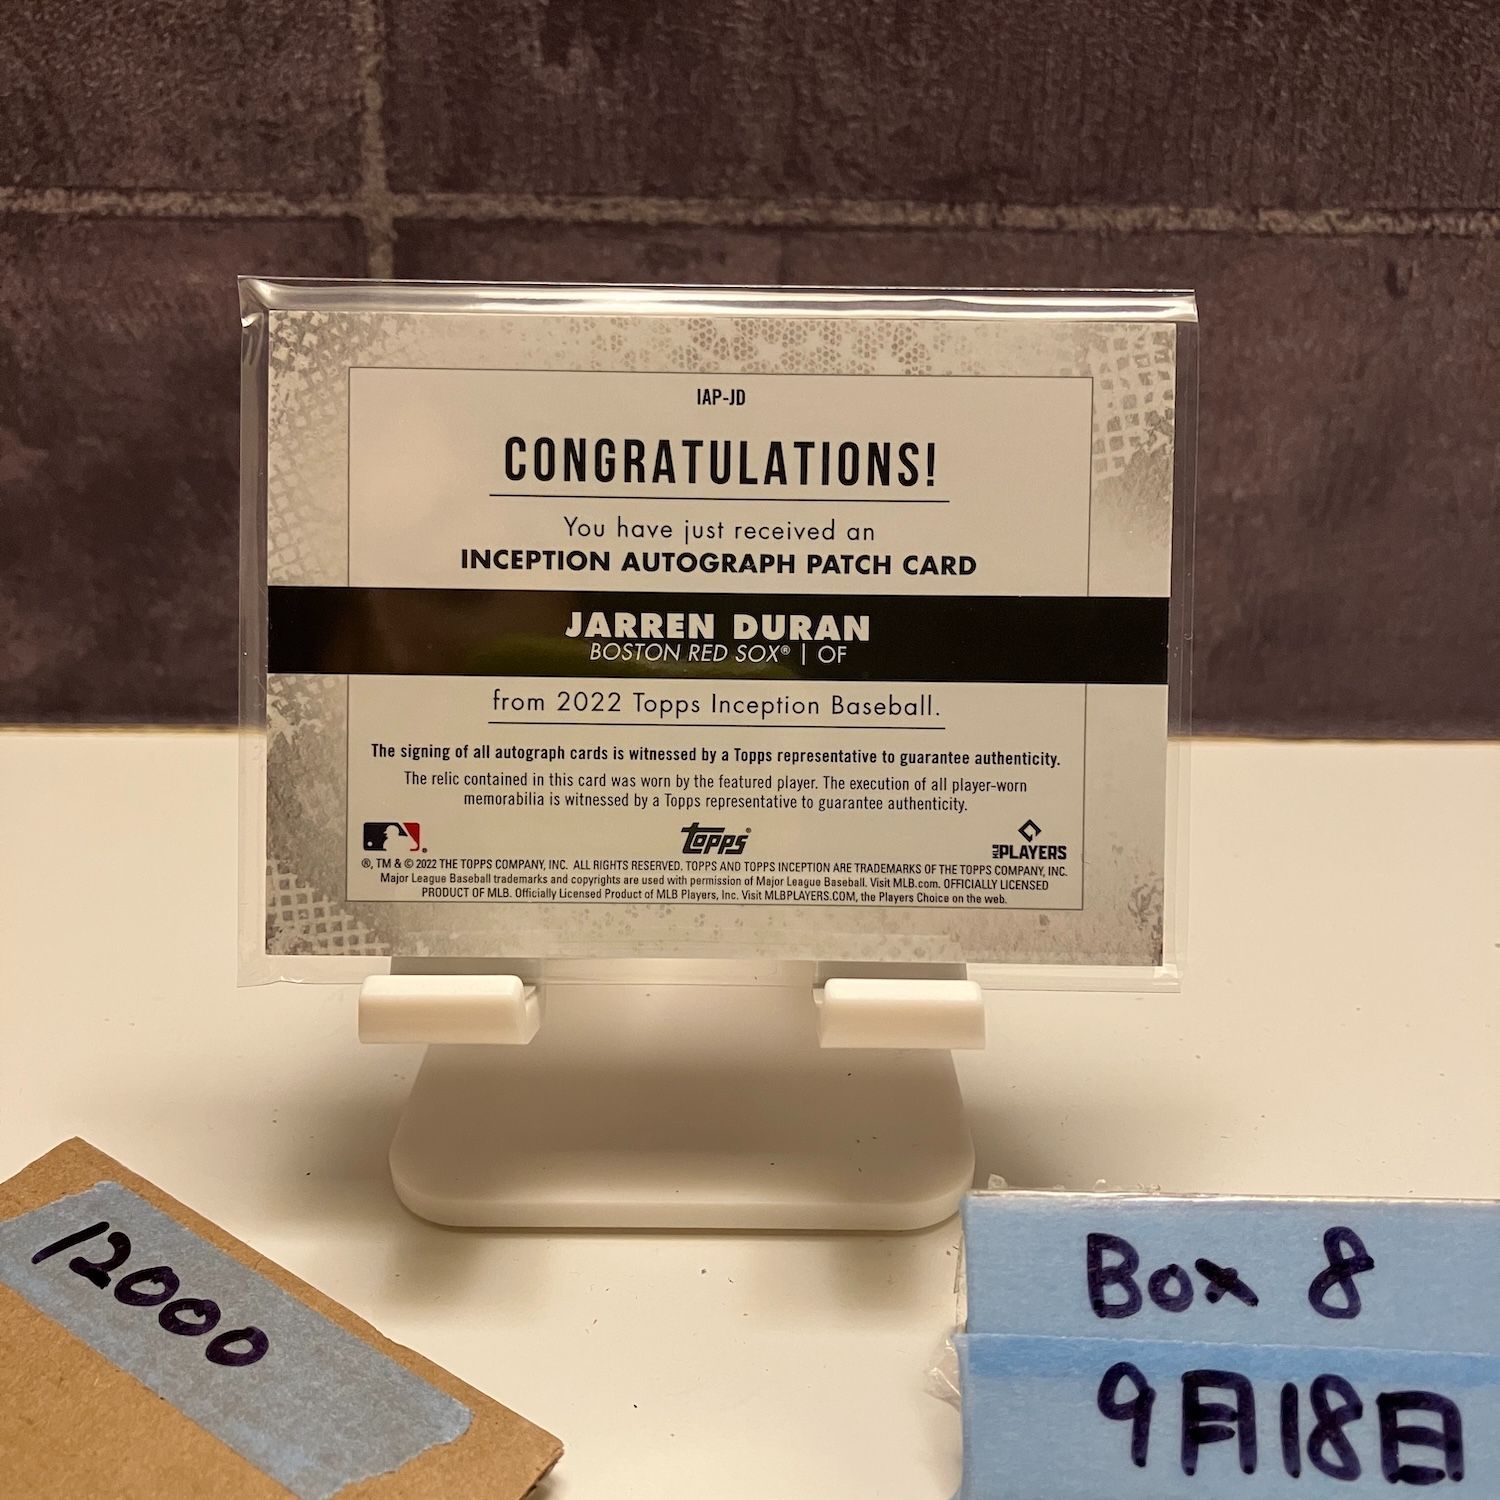 IAP-JD
CONGRATULATIONS!
You have just received an
INCEPTION AUTOGRAPH PATCH CARD
JARREN DURAN
BOSTON RED SOX® | OF
from 2022 Topps Inception Baseball.
The signing of all autograph cards is witnessed by a Topps representative to guarantee authenticity.
The relic contained in this card was worn by the featured player. The execution of all player-worn
memorabilia is witnessed by a Topps representative to guarantee authenticity.
Topps®
MLB PLAYERS
®, TM & © 2022 THE TOPPS COMPANY, INC. ALL RIGHTS RESERVED. TOPPS AND TOPPS INCEPTION ARE TRADEMARKS OF THE TOPPS COMPANY, INC.
Major League Baseball trademarks and copyrights are used with permission of Major League Baseball. Visit MLB.com. OFFICIALLY LICENSED
PRODUCT OF MLB. Officially Licensed Product of MLB Players, Inc. Visit MLBPLAYERS.COM, the Players Choice on the web.
12000
Box 8
9月18日